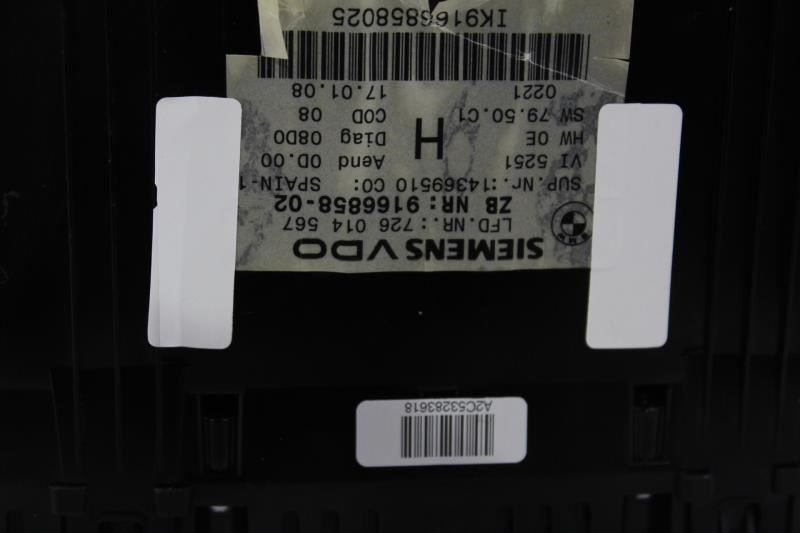 A2C53283618
SIEMENS VDO
BMW
LFD.NR.: 726 014 567
ZB NR: 9166858-02
SUP.Nr.:14369510 CO: SPAIN-1
VI 5251 Aend 0D.00
HW 0E H Diag 08D0
SW 79.50.C1 COD 08
0221 17.01.08
IK9166858025